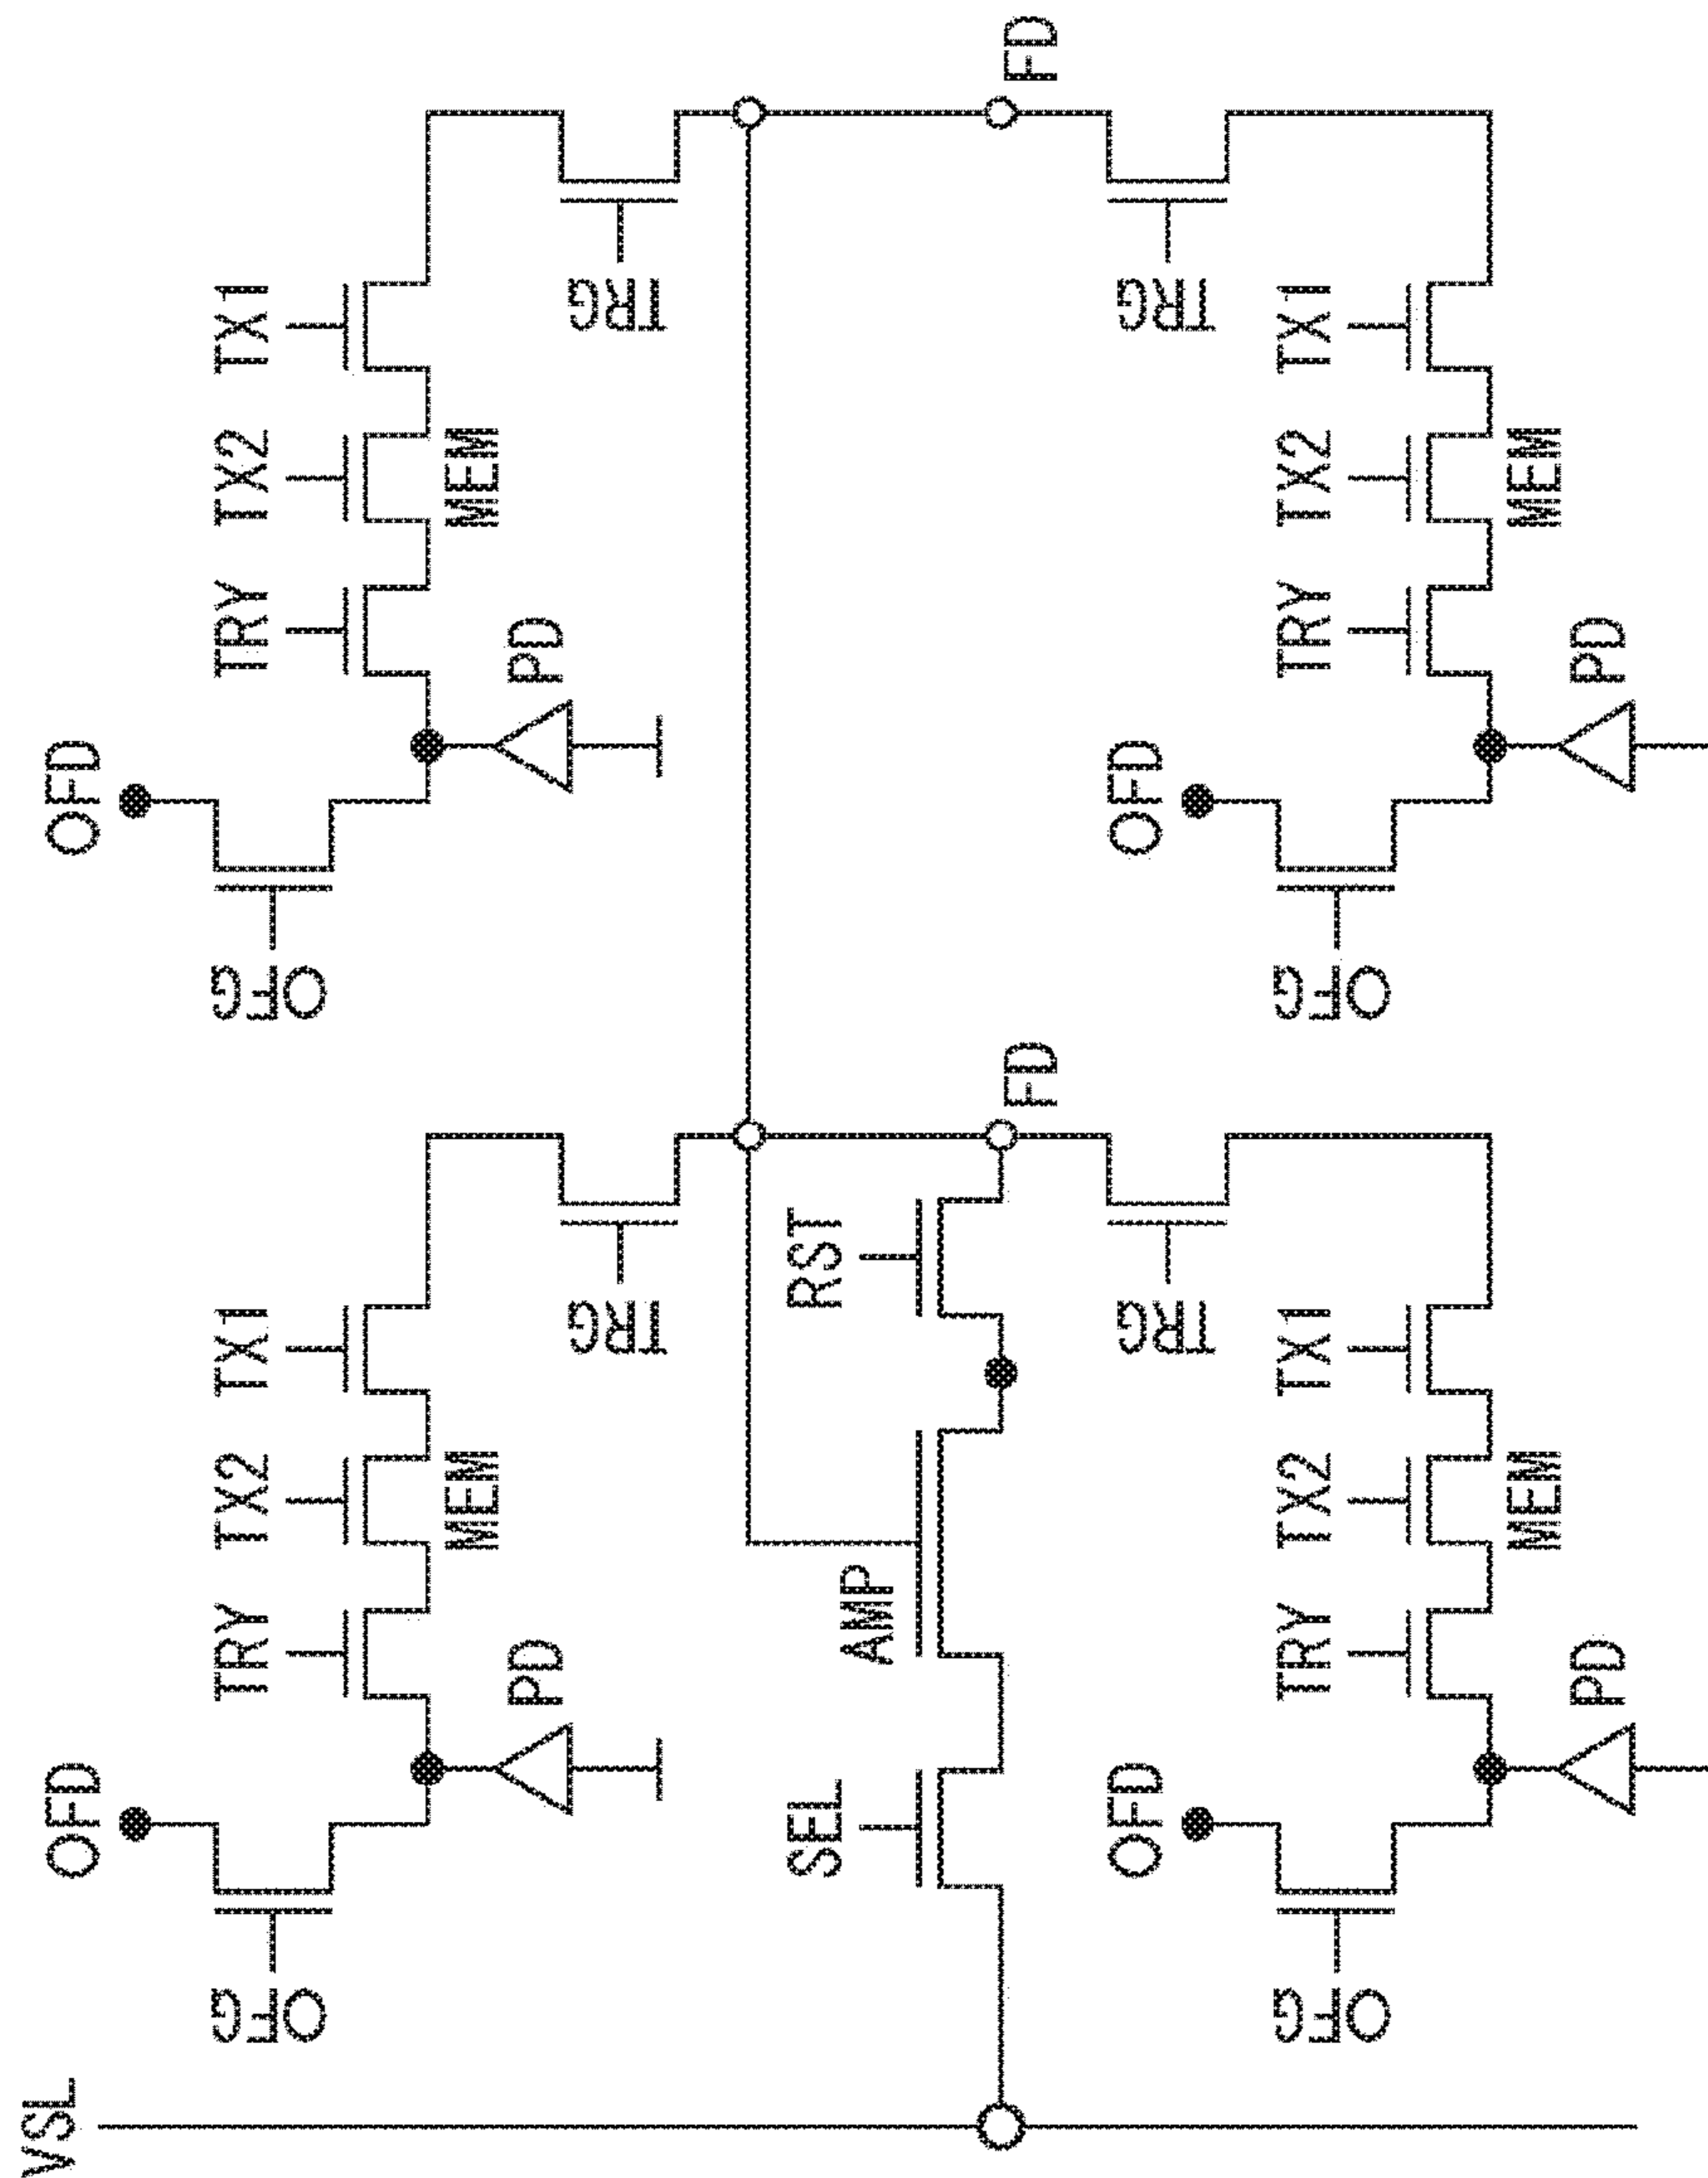 VSL
OFD
OFD
OFG
TRY
TX2
TX1
OFG
TRY
TX2
TX1
MEM
MEM
PD
PD
TRG
TRG
SEL
RST
AMP
FD
FD
OFD
TRG
OFD
TRG
OFG
TRY
TX2
TX1
OFG
TRY
TX2
TX1
MEM
MEM
PD
PD